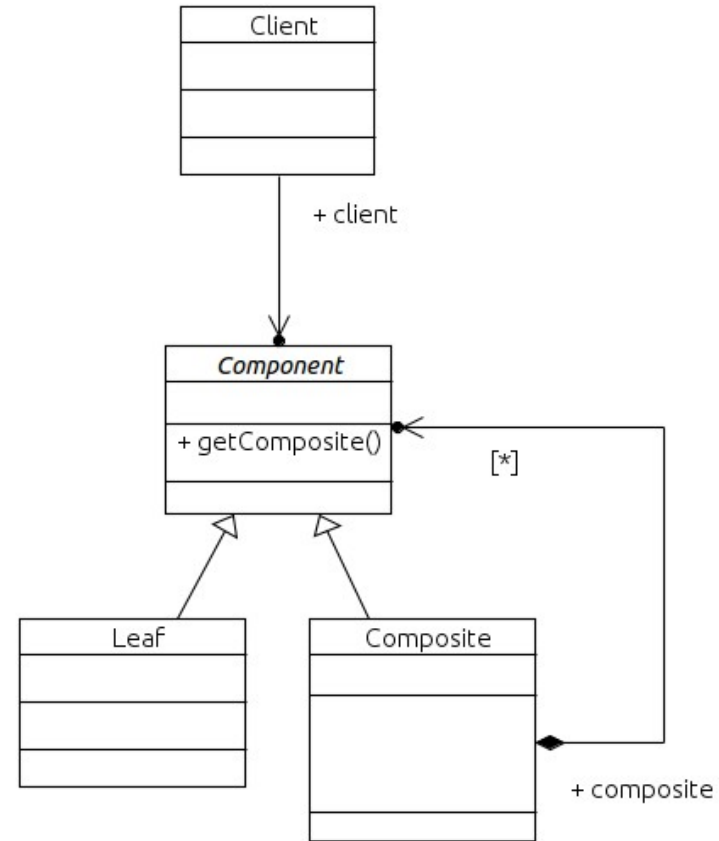 Client
+ client
Component
+ getComposite()
[*]
Leaf
Composite
+ composite